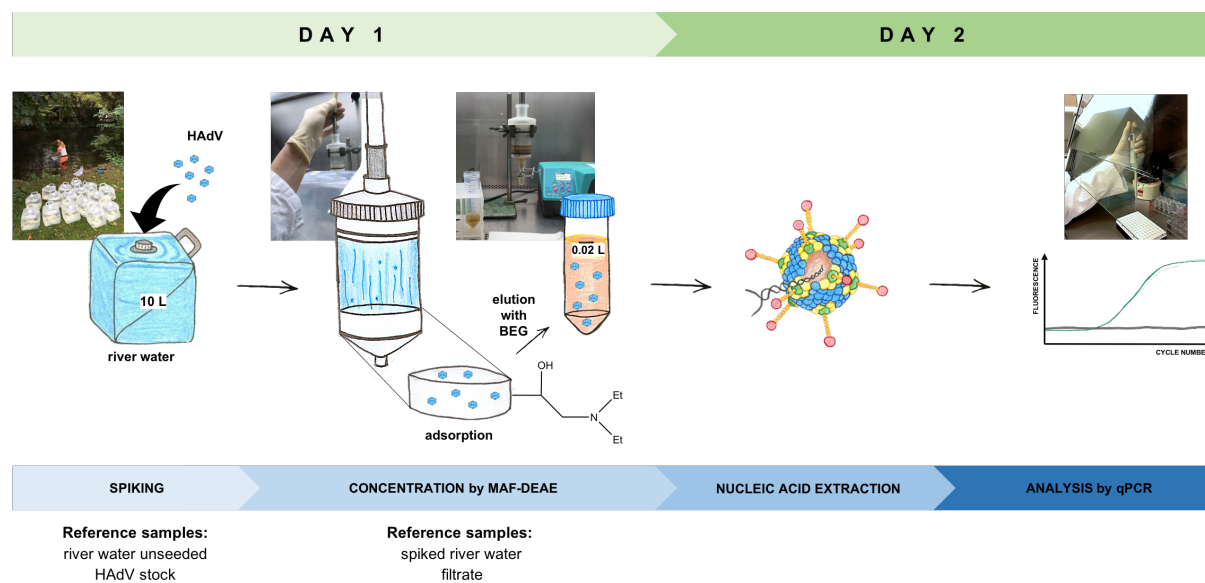 DAY 1
DAY 2
HAdV
10 L
river water
0.02 L
elution
with
BEG
OH
N
Et
Et
adsorption
FLUORESCENCE
CYCLE NUMBE
SPIKING
CONCENTRATION by MAF-DEAE
NUCLEIC ACID EXTRACTION
ANALYSIS by qPCR
Reference samples:
river water unseeded
HAdV stock
Reference samples:
spiked river water
filtrate